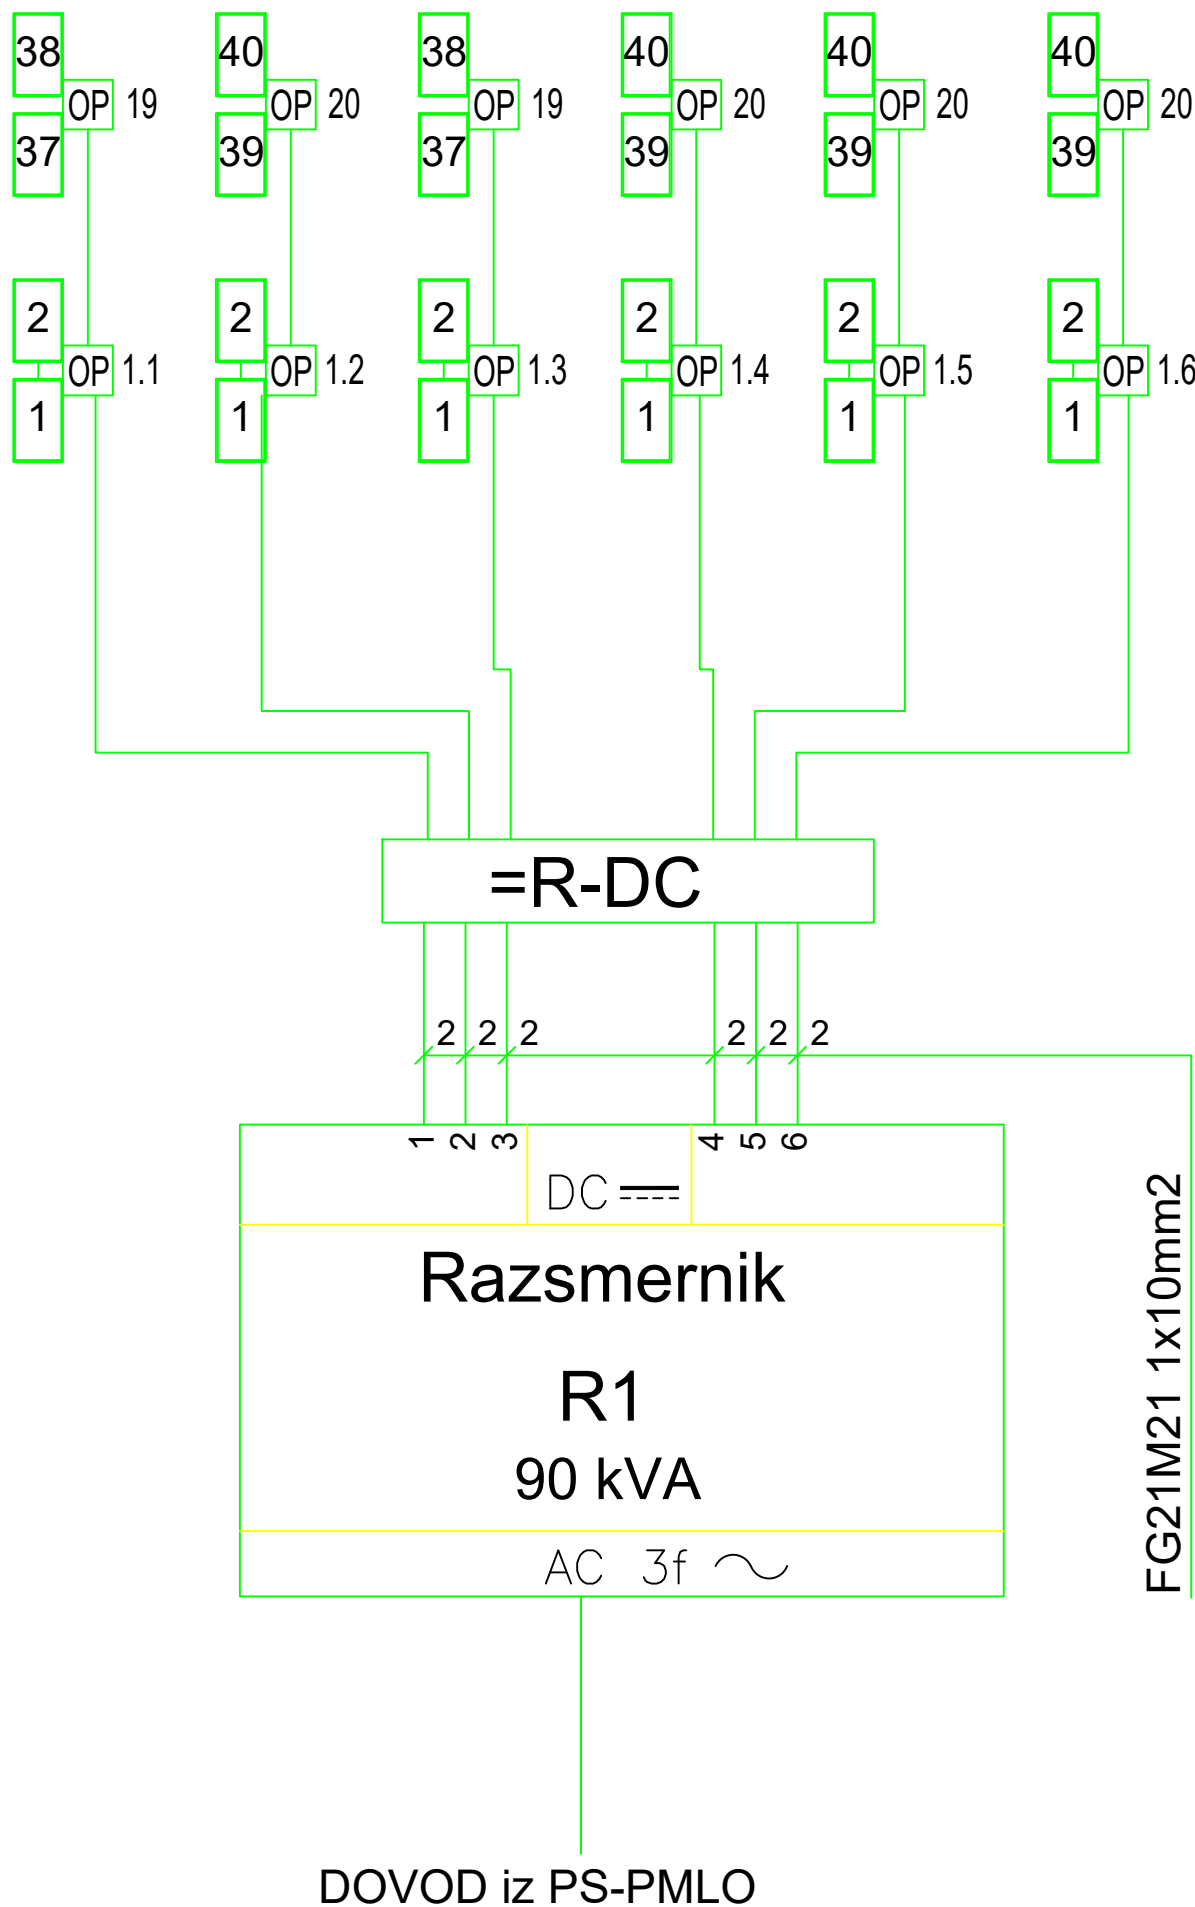 38 40 38 40 40 40
OP 19 OP 20 OP 19 OP 20 OP 20 OP 20
37 39 37 39 39 39
2 2 2 2 2 2
OP 1.1 OP 1.2 OP 1.3 OP 1.4 OP 1.5 OP 1.6
1 1 1 1 1 1
=R-DC
2 2 2 2 2 2
1 2 3 4 5 6
DC
Razsmernik
R1
90 kVA
AC 3f
FG21M21 1x10mm2
DOVOD iz PS-PMLO